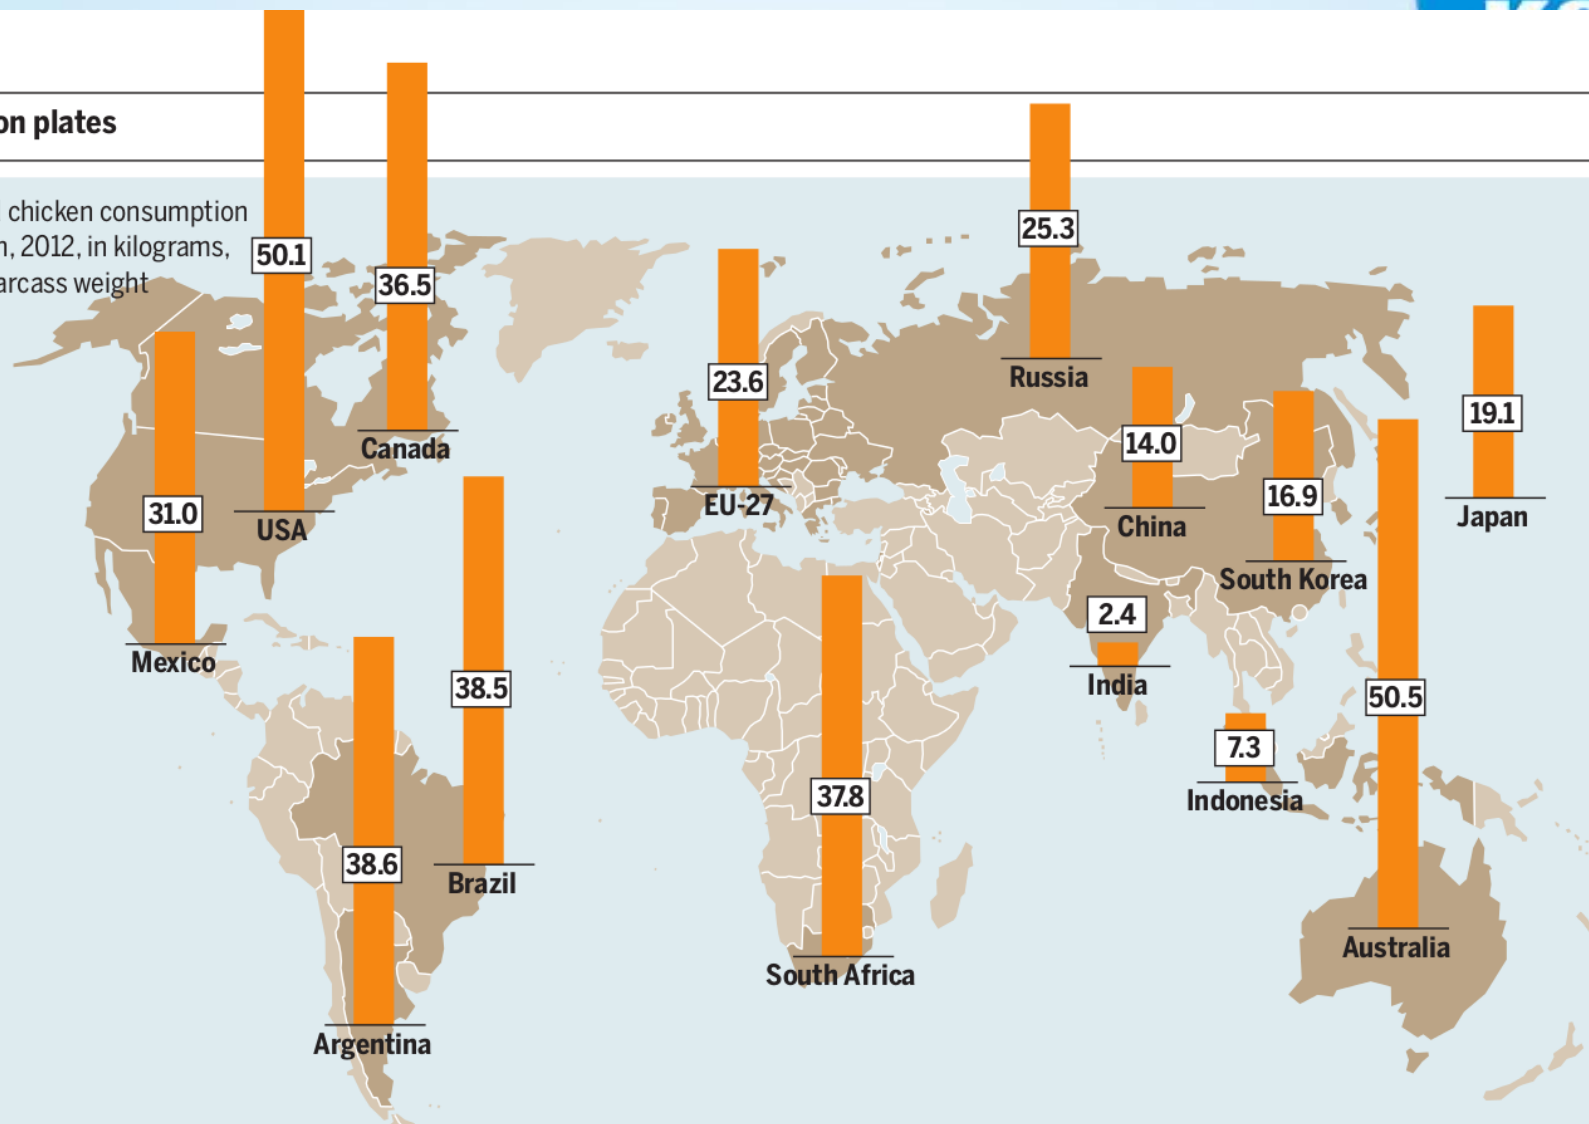 on plates
chicken consumption
2012, in kilograms,
arcass weight
50.1
USA
36.5
Canada
31.0
Mexico
38.5
Brazil
38.6
Argentina
23.6
EU-27
37.8
South Africa
25.3
Russia
14.0
China
16.9
South Korea
19.1
Japan
2.4
India
7.3
Indonesia
50.5
Australia